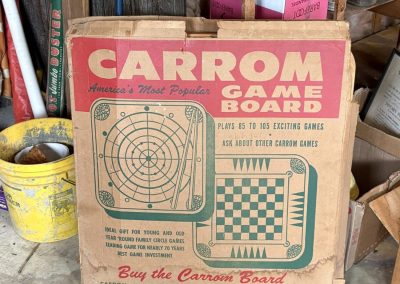 CARROM
America's Most Popular
GAME
BOARD
PLAYS 85 TO 105 EXCITING GAMES
•
ASK ABOUT OTHER CARROM GAMES
IDEAL GIFT FOR YOUNG AND OLD
YEAR 'ROUND FAMILY CIRCLE GAMES
LEADING GAME FOR NEARLY 70 YEARS
BEST GAME INVESTMENT
Buy the Carrom Board